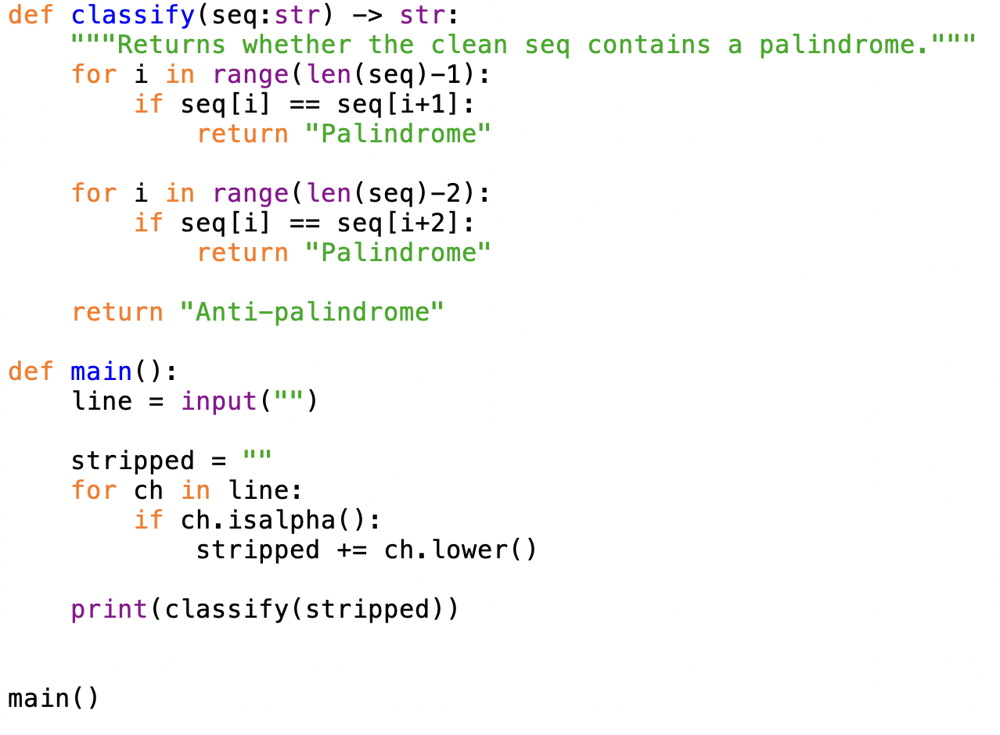 def classify(seq:str) -> str:
    """Returns whether the clean seq contains a palindrome."""
    for i in range(len(seq)-1):
        if seq[i] == seq[i+1]:
            return "Palindrome"

    for i in range(len(seq)-2):
        if seq[i] == seq[i+2]:
            return "Palindrome"

    return "Anti-palindrome"

def main():
    line = input("")

    stripped = ""
    for ch in line:
        if ch.isalpha():
            stripped += ch.lower()

    print(classify(stripped))


main()